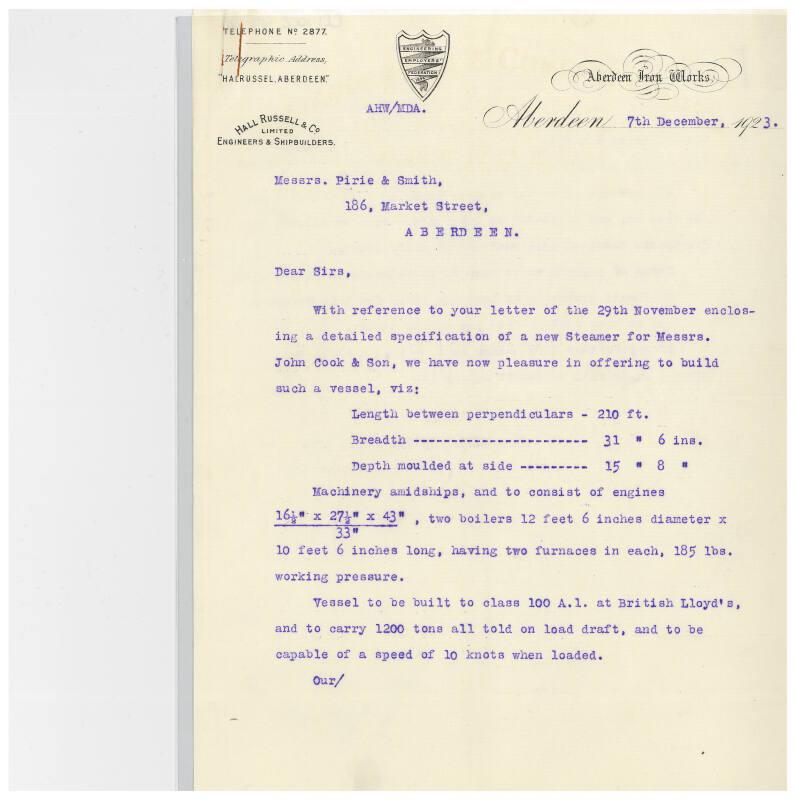 TELEPHONE Nº 2877.
Telegraphic Address,
"HALRUSSEL, ABERDEEN."
HALL RUSSELL & Co
LIMITED
ENGINEERS & SHIPBUILDERS.
ENGINEERING
EMPLOYERS'
FEDERATION
Aberdeen Iron Works
AHW/MDA.
Aberdeen 7th December, 1923.
Messrs. Pirie & Smith,
186, Market Street,
A B E R D E E N.
Dear Sirs,
With reference to your letter of the 29th November enclos-
ing a detailed specification of a new Steamer for Messrs.
John Cook & Son, we have now pleasure in offering to build
such a vessel, viz:
Length between perpendiculars - 210 ft.
Breadth ----------------------- 31 " 6 ins.
Depth moulded at side --------- 15 " 8 "
Machinery amidships, and to consist of engines
16½" x 27½" x 43" , two boilers 12 feet 6 inches diameter x
33"
10 feet 6 inches long, having two furnaces in each, 185 lbs.
working pressure.
Vessel to be built to class 100 A.1. at British Lloyd's,
and to carry 1200 tons all told on load draft, and to be
capable of a speed of 10 knots when loaded.
Our/